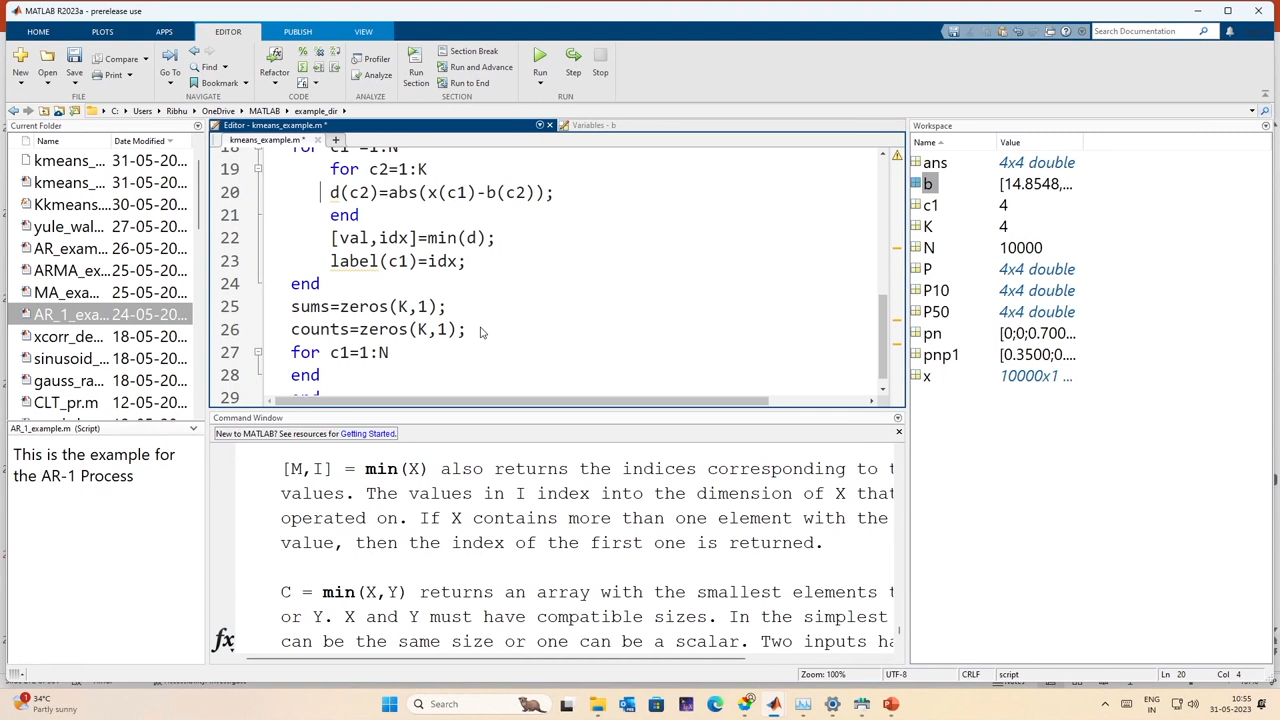 MATLAB R2023a - prerelease use
HOME PLOTS APPS EDITOR PUBLISH VIEW
Search Documentation
New Open Save Compare Print Go To Find Bookmark Refactor Profiler Analyze Run Section Section Break Run and Advance Run to End Run Step Stop
FILE NAVIGATE CODE ANALYZE SECTION RUN
C: Users Ribhu OneDrive MATLAB example_dir
Current Folder
Name Date Modified
kmeans_... 31-05-20...
kmeans_... 31-05-20...
Kkmeans... 30-05-20...
yule_wal... 27-05-20...
AR_exam... 26-05-20...
ARMA_ex... 25-05-20...
MA_exa... 25-05-20...
AR_1_exa... 24-05-20...
xcorr_de... 18-05-20...
sinusoid_... 18-05-20...
gauss_ra... 18-05-20...
CLT_pr.m 12-05-20...
AR_1_example.m (Script)
This is the example for
the AR-1 Process
Editor - kmeans_example.m * Variables - b
kmeans_example.m *
18 for c1 =1:N
19 for c2=1:K
20 d(c2)=abs(x(c1)-b(c2));
21 end
22 [val,idx]=min(d);
23 label(c1)=idx;
24 end
25 sums=zeros(K,1);
26 counts=zeros(K,1);
27 for c1=1:N
28 end
29 end
Command Window
New to MATLAB? See resources for Getting Started.
[M,I] = min(X) also returns the indices corresponding to t
values. The values in I index into the dimension of X that
operated on. If X contains more than one element with the
value, then the index of the first one is returned.
C = min(X,Y) returns an array with the smallest elements t
or Y. X and Y must have compatible sizes. In the simplest
can be the same size or one can be a scalar. Two inputs ha
fx
Workspace
Name Value
ans 4x4 double
b [14.8548,...
c1 4
K 4
N 10000
P 4x4 double
P10 4x4 double
P50 4x4 double
pn [0;0;0.700...
pnp1 [0.3500;0....
x 10000x1 ...
Zoom: 100% UTF-8 CRLF script Ln 20 Col 4
34°C
Partly sunny
Search
ENG
IN
10:55
31-05-2023